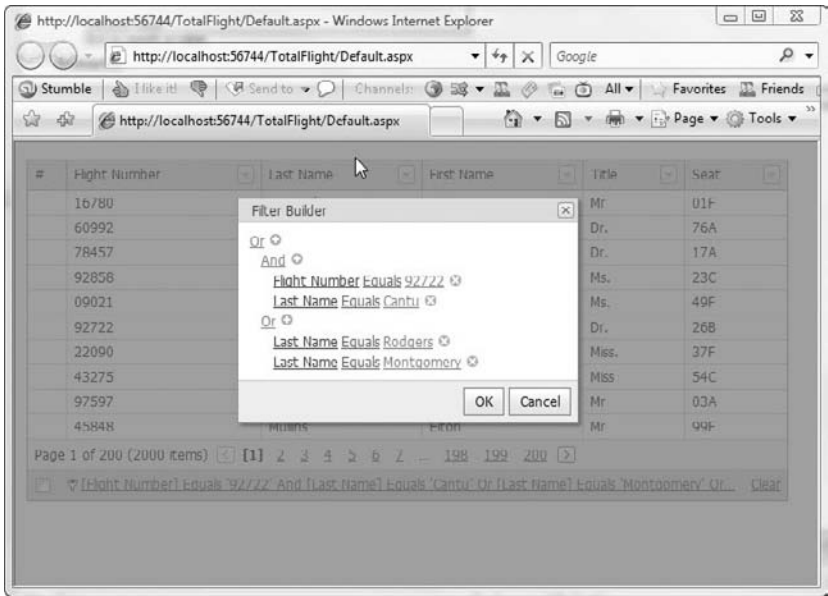 http://localhost:56744/TotalFlight/Default.aspx - Windows Internet Explorer
http://localhost:56744/TotalFlight/Default.aspx Google
Stumble I like it! Send to Channels: All Favorites Friends
http://localhost:56744/TotalFlight/Default.aspx Page Tools
# Flight Number Last Name First Name Title Seat
16780 Mr 01F
60992 Dr. 76A
78457 Dr. 17A
92858 Ms. 23C
09021 Ms. 49F
92722 Dr. 26B
22090 Miss. 37F
43275 Miss 54C
97597 Mr 03A
45848 Mullins Elton Mr 99F
Filter Builder
Or
And
Flight Number Equals 92722
Last Name Equals Cantu
Or
Last Name Equals Rodgers
Last Name Equals Montgomery
OK Cancel
Page 1 of 200 (2000 items) [1] 2 3 4 5 6 7 ... 198 199 200
[Flight Number] Equals '92722' And [Last Name] Equals 'Cantu' Or [Last Name] Equals 'Montgomery' Or... Clear